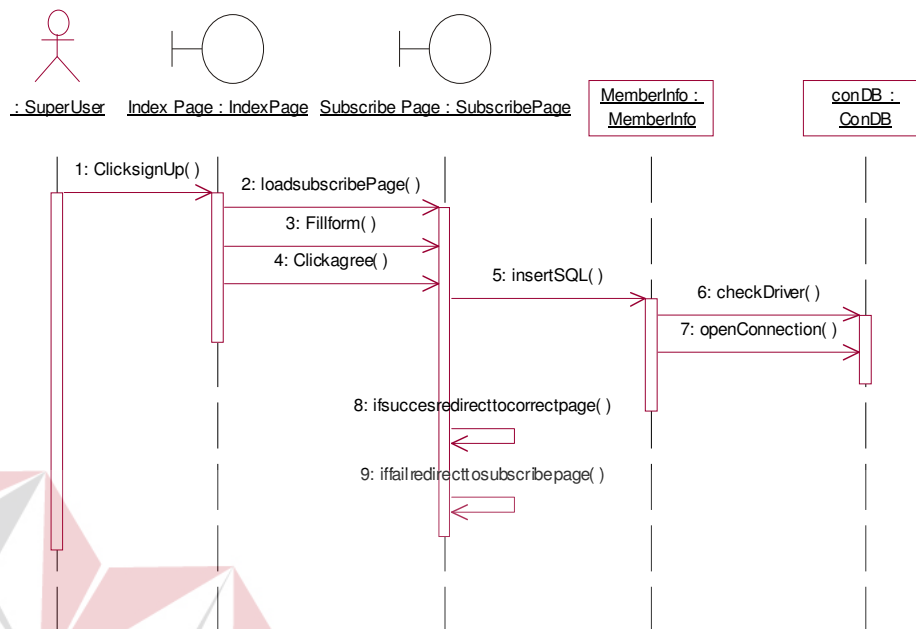 : SuperUser
Index Page : IndexPage
Subscribe Page : SubscribePage
MemberInfo :
MemberInfo
conDB :
ConDB
1: ClicksignUp( )
2: loadsubscribePage( )
3: Fillform( )
4: Clickagree( )
5: insertSQL( )
6: checkDriver( )
7: openConnection( )
8: ifsuccesredirecttocorrectpage( )
9: iffailredirecttosubscribepage( )